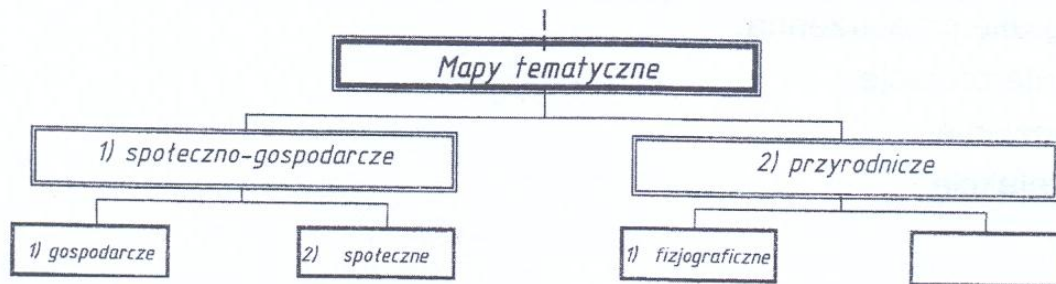 Mapy tematyczne
1) społeczno-gospodarcze
2) przyrodnicze
1) gospodarcze
2) społeczne
1) fizjograficzne